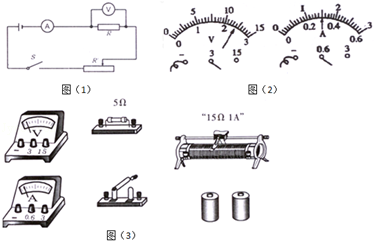 V
A
R
S
R
图（1）
0 5 10 15
0 1 2 3
V
- 3 15
0 1 2 3
0 0.2 0.4 0.6
A
- 0.6 3
图（2）
5Ω
"15Ω 1A"
V
- 3 15
A
- 0.6 3
图（3）